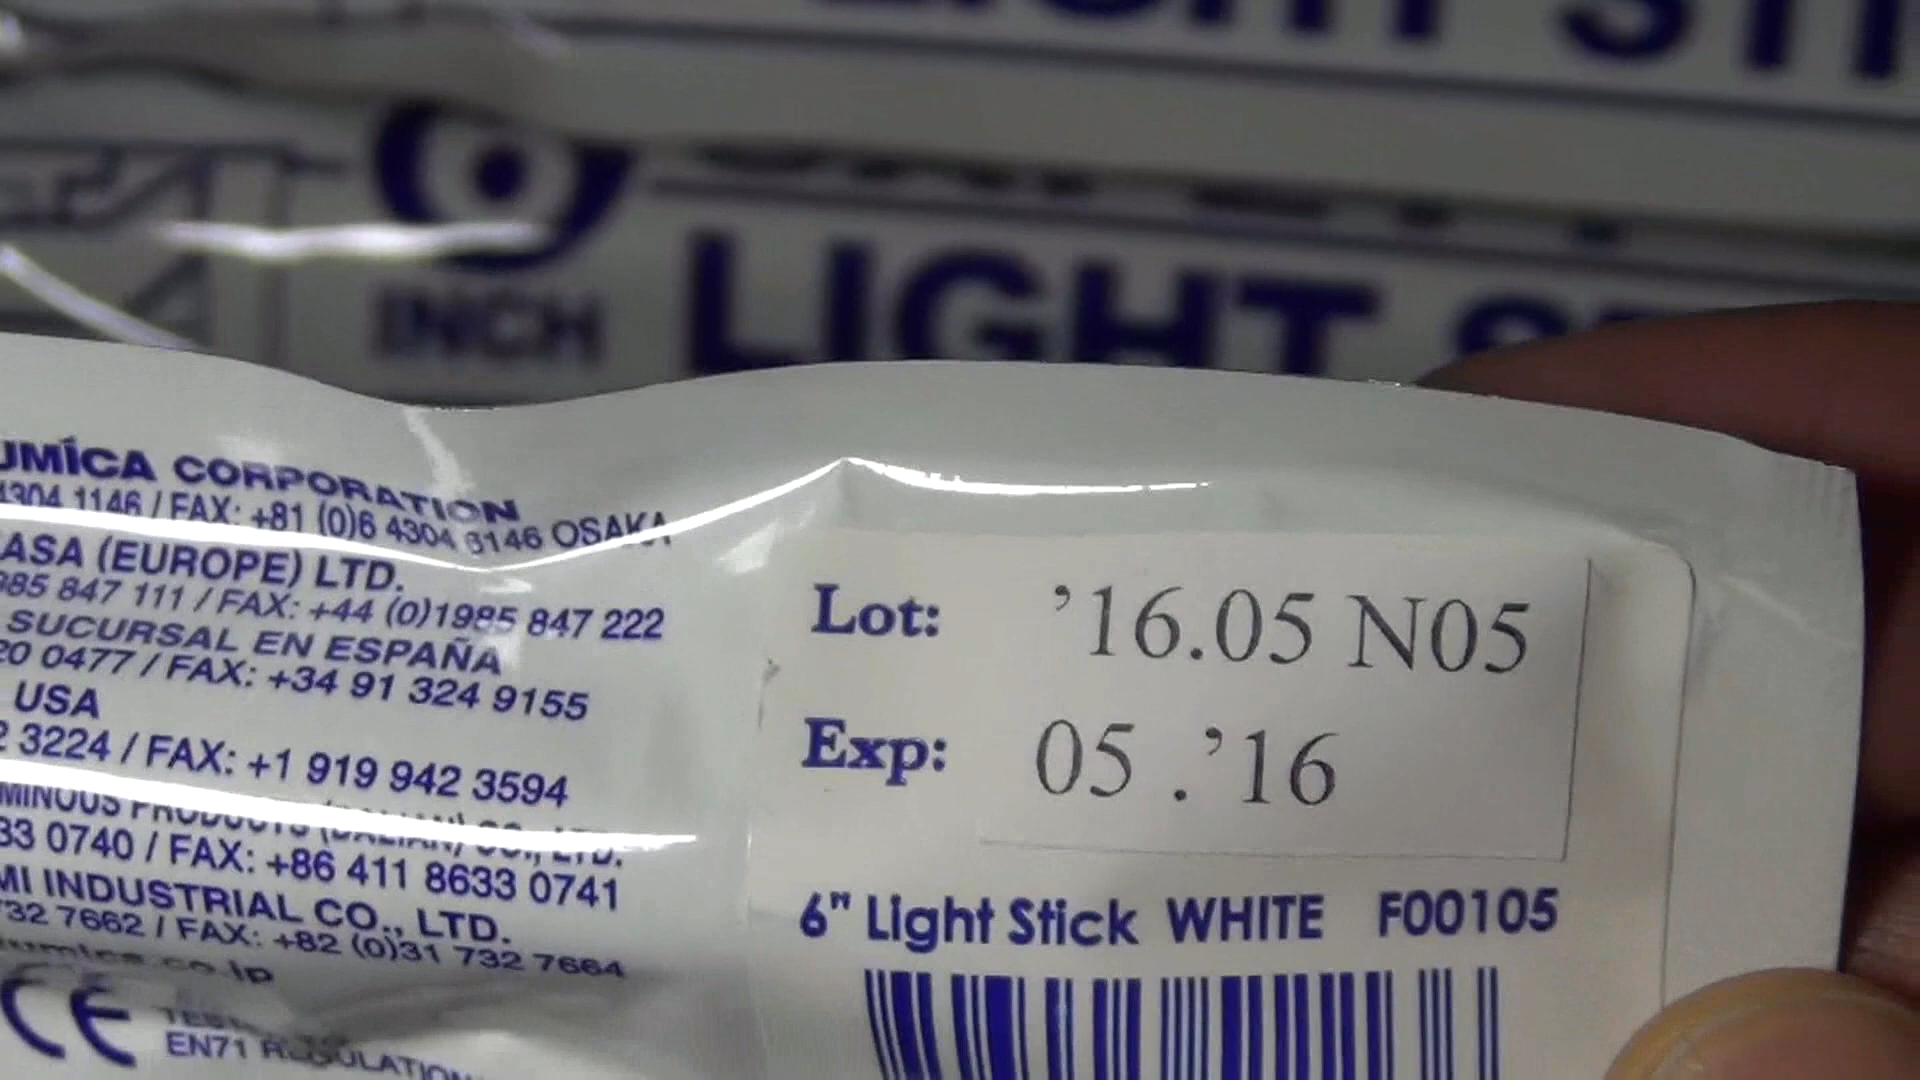 LIGHT STI
6
INCH
LIGHT
UMÍCA CORPORATION
4304 1146 / FAX: +81 (0)6 4304 6146 OSAKA
ASA (EUROPE) LTD.
985 847 111 / FAX: +44 (0)1985 847 222
SUCURSAL EN ESPAÑA
20 0477 / FAX: +34 91 324 9155
USA
2 3224 / FAX: +1 919 942 3594
MINOUS PRODUCTS (DALIAN) CO., LTD.
33 0740 / FAX: +86 411 8633 0741
MI INDUSTRIAL CO., LTD.
732 7662 / FAX: +82 (0)31 732 7664
umica.co.jp
CE
EN71 REGULATION
Lot: ’16.05 N05
Exp: 05 .’16
6" Light Stick WHITE F00105